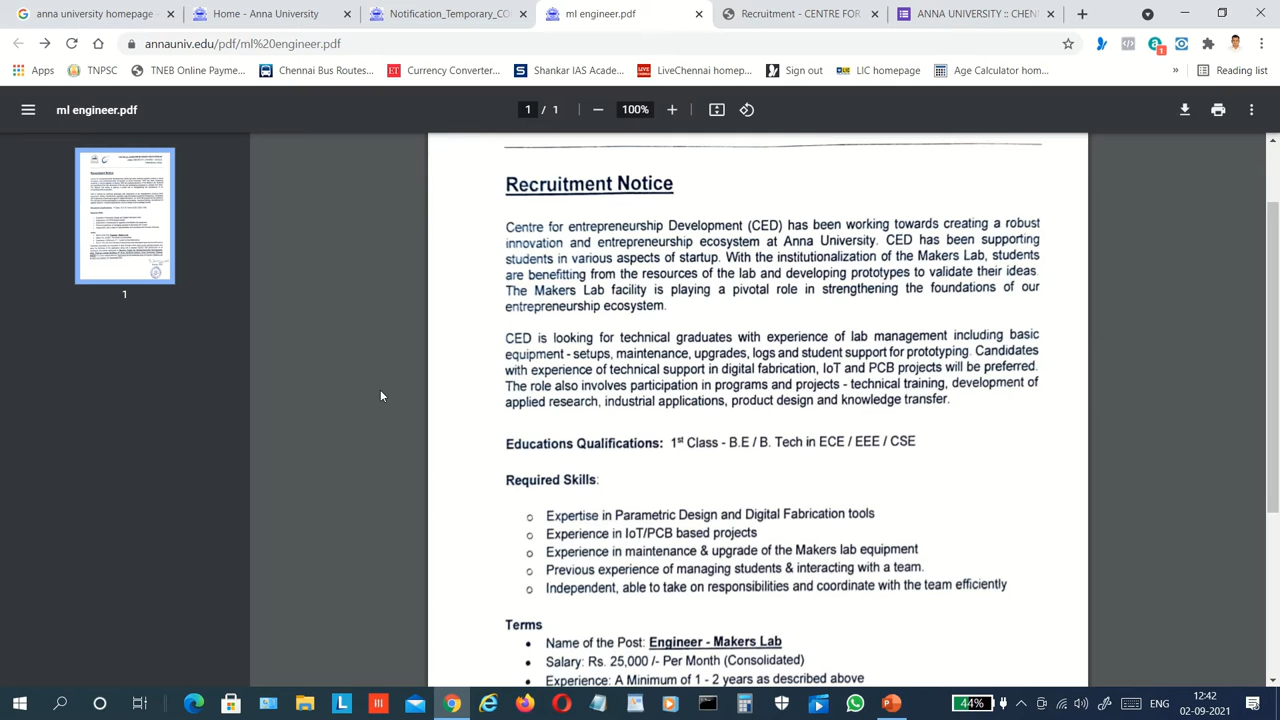 anna university homepage
Home - Anna University
Notification_Temporary_CO
ml engineer.pdf
Recruitment - CENTRE FOR
ANNA UNIVERSITY :: CHEN
annauniv.edu/pdf/ml%20engineer.pdf
1
Apps
TNPSC
TNEB Online Payme...
Chennai Bus Routes...
ET
Currency Converter...
Shankar IAS Acade...
LIVE
LiveChennai homep...
Sign out
LIC
LIC homepage
Age Calculator hom...
»
Reading list
ml engineer.pdf
1 / 1
100%
1
Recruitment Notice
Centre for entrepreneurship Development (CED) has been working towards creating a robust
innovation and entrepreneurship ecosystem at Anna University. CED has been supporting
students in various aspects of startup. With the institutionalization of the Makers Lab, students
are benefitting from the resources of the lab and developing prototypes to validate their ideas.
The Makers Lab facility is playing a pivotal role in strengthening the foundations of our
entrepreneurship ecosystem.
CED is looking for technical graduates with experience of lab management including basic
equipment - setups, maintenance, upgrades, logs and student support for prototyping. Candidates
with experience of technical support in digital fabrication, IoT and PCB projects will be preferred.
The role also involves participation in programs and projects - technical training, development of
applied research, industrial applications, product design and knowledge transfer.
Educations Qualifications: 1st Class - B.E / B. Tech in ECE / EEE / CSE
Required Skills:
o Expertise in Parametric Design and Digital Fabrication tools
o Experience in IoT/PCB based projects
o Experience in maintenance & upgrade of the Makers lab equipment
o Previous experience of managing students & interacting with a team.
o Independent, able to take on responsibilities and coordinate with the team efficiently
Terms
• Name of the Post: Engineer - Makers Lab
• Salary: Rs. 25,000 /- Per Month (Consolidated)
• Experience: A Minimum of 1 - 2 years as described above
44%
ENG
12:42
02-09-2021